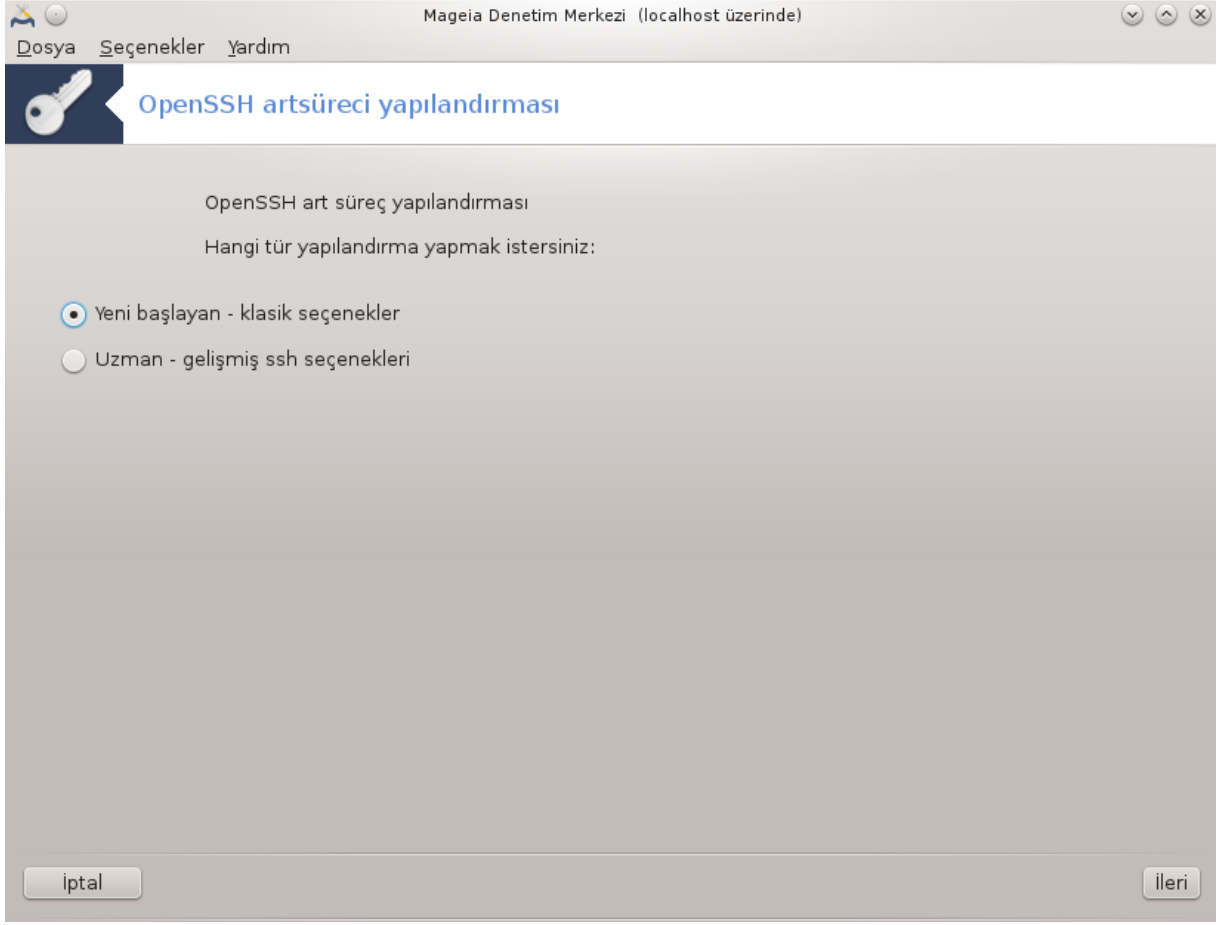 Mageia Denetim Merkezi (localhost üzerinde)
Dosya Seçenekler Yardım
OpenSSH artsüreci yapılandırması
OpenSSH art süreç yapılandırması
Hangi tür yapılandırma yapmak istersiniz:
Yeni başlayan - klasik seçenekler
Uzman - gelişmiş ssh seçenekleri
İptal İleri